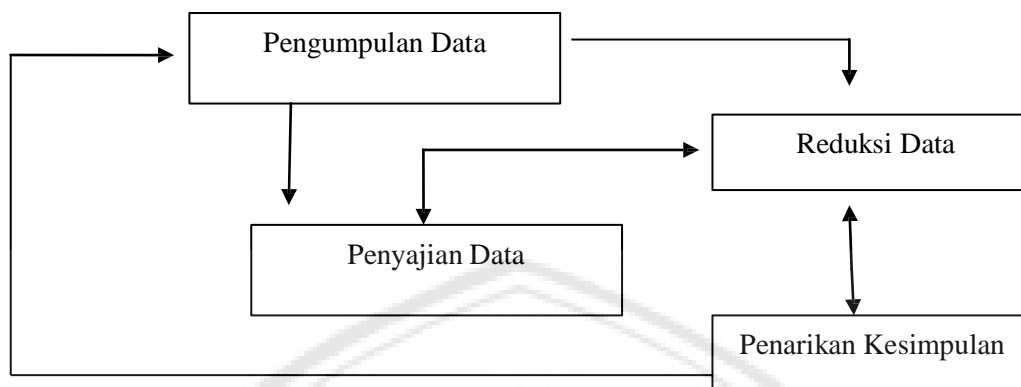 Pengumpulan Data
Reduksi Data
Penyajian Data
Penarikan Kesimpulan